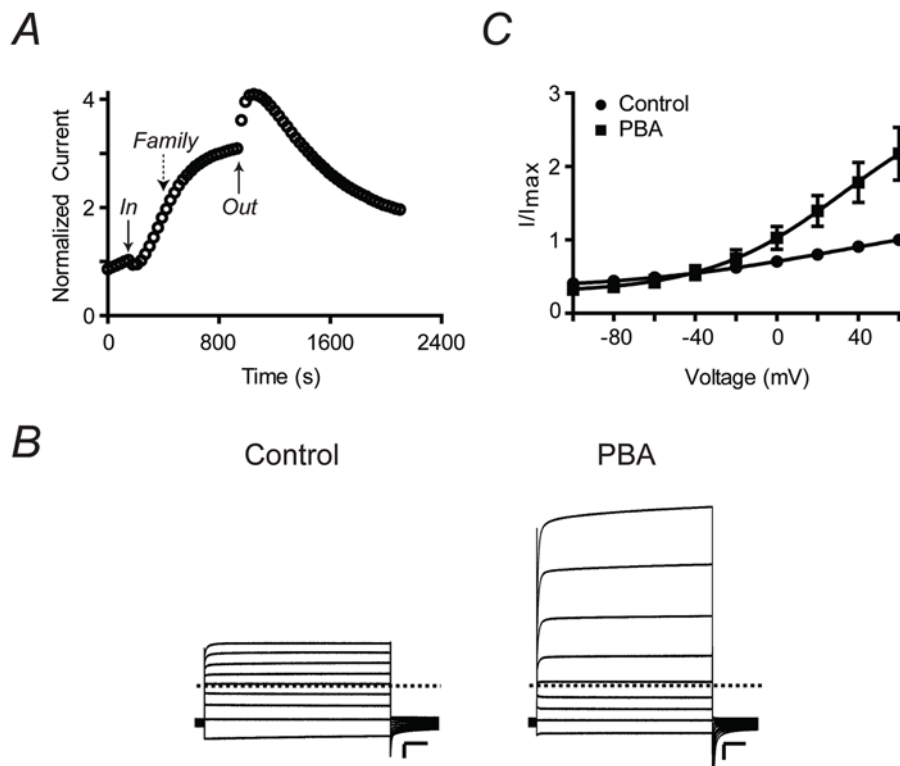 A
Normalized Current
4
2
0
In
Family
Out
0 800 1600 2400
Time (s)
C
I/Imax
3
2
1
0
Control
PBA
-80 -40 0 40
Voltage (mV)
B
Control PBA